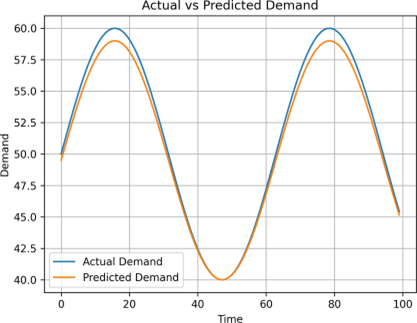 Actual vs Predicted Demand
60.0
57.5
55.0
52.5
50.0
47.5
45.0
42.5
40.0
Demand
Actual Demand
Predicted Demand
0 20 40 60 80 100
Time